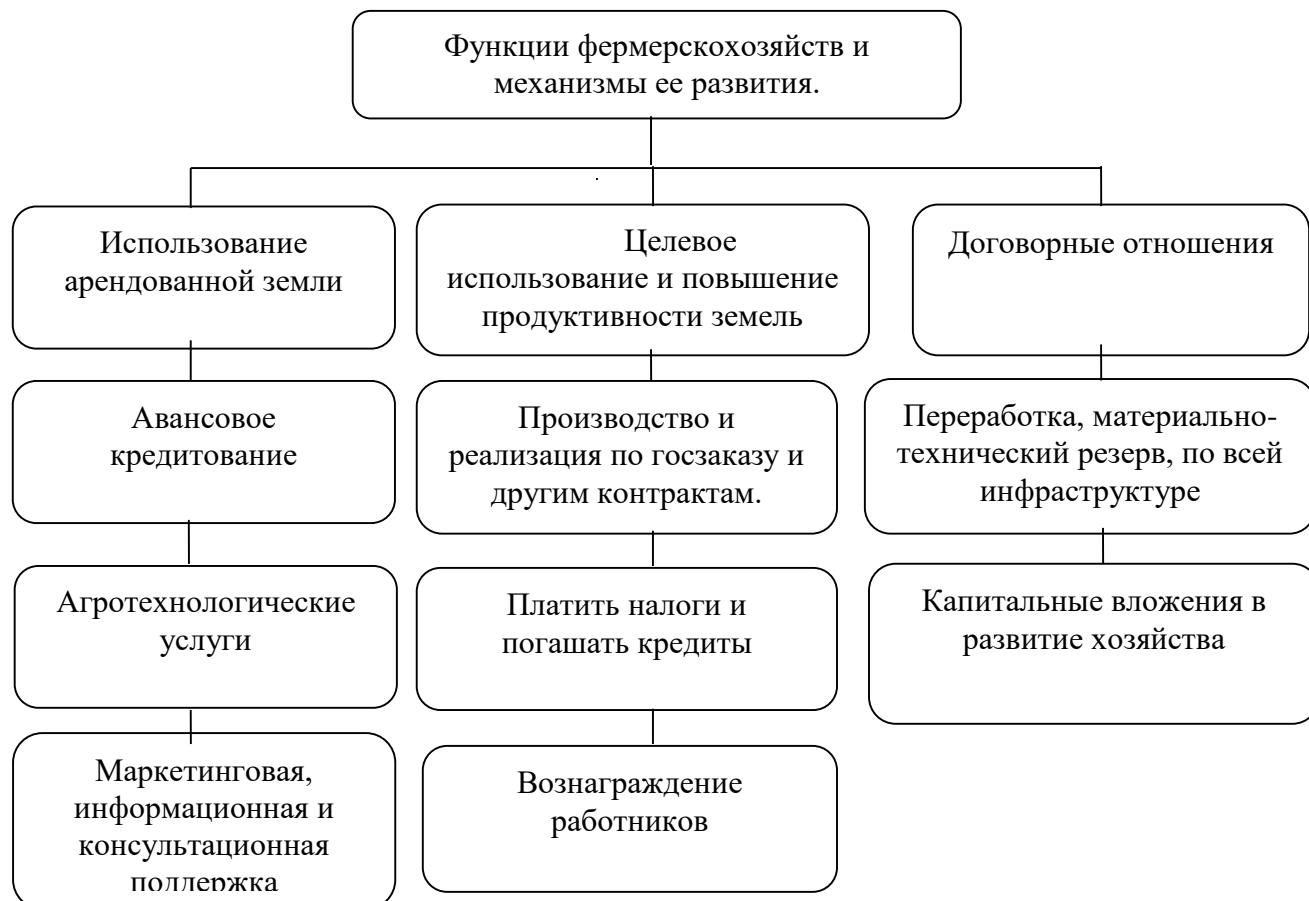 Функции фермерскохозяйств и
механизмы ее развития.
Использование
арендованной земли
Целевое
использование и повышение
продуктивности земель
Договорные отношения
Авансовое
кредитование
Производство и
реализация по госзаказу и
другим контрактам.
Переработка, материально-
технический резерв, по всей
инфраструктуре
Агротехнологические
услуги
Платить налоги и
погашать кредиты
Капитальные вложения в
развитие хозяйства
Маркетинговая,
информационная и
консультационная
поддержка
Вознаграждение
работников